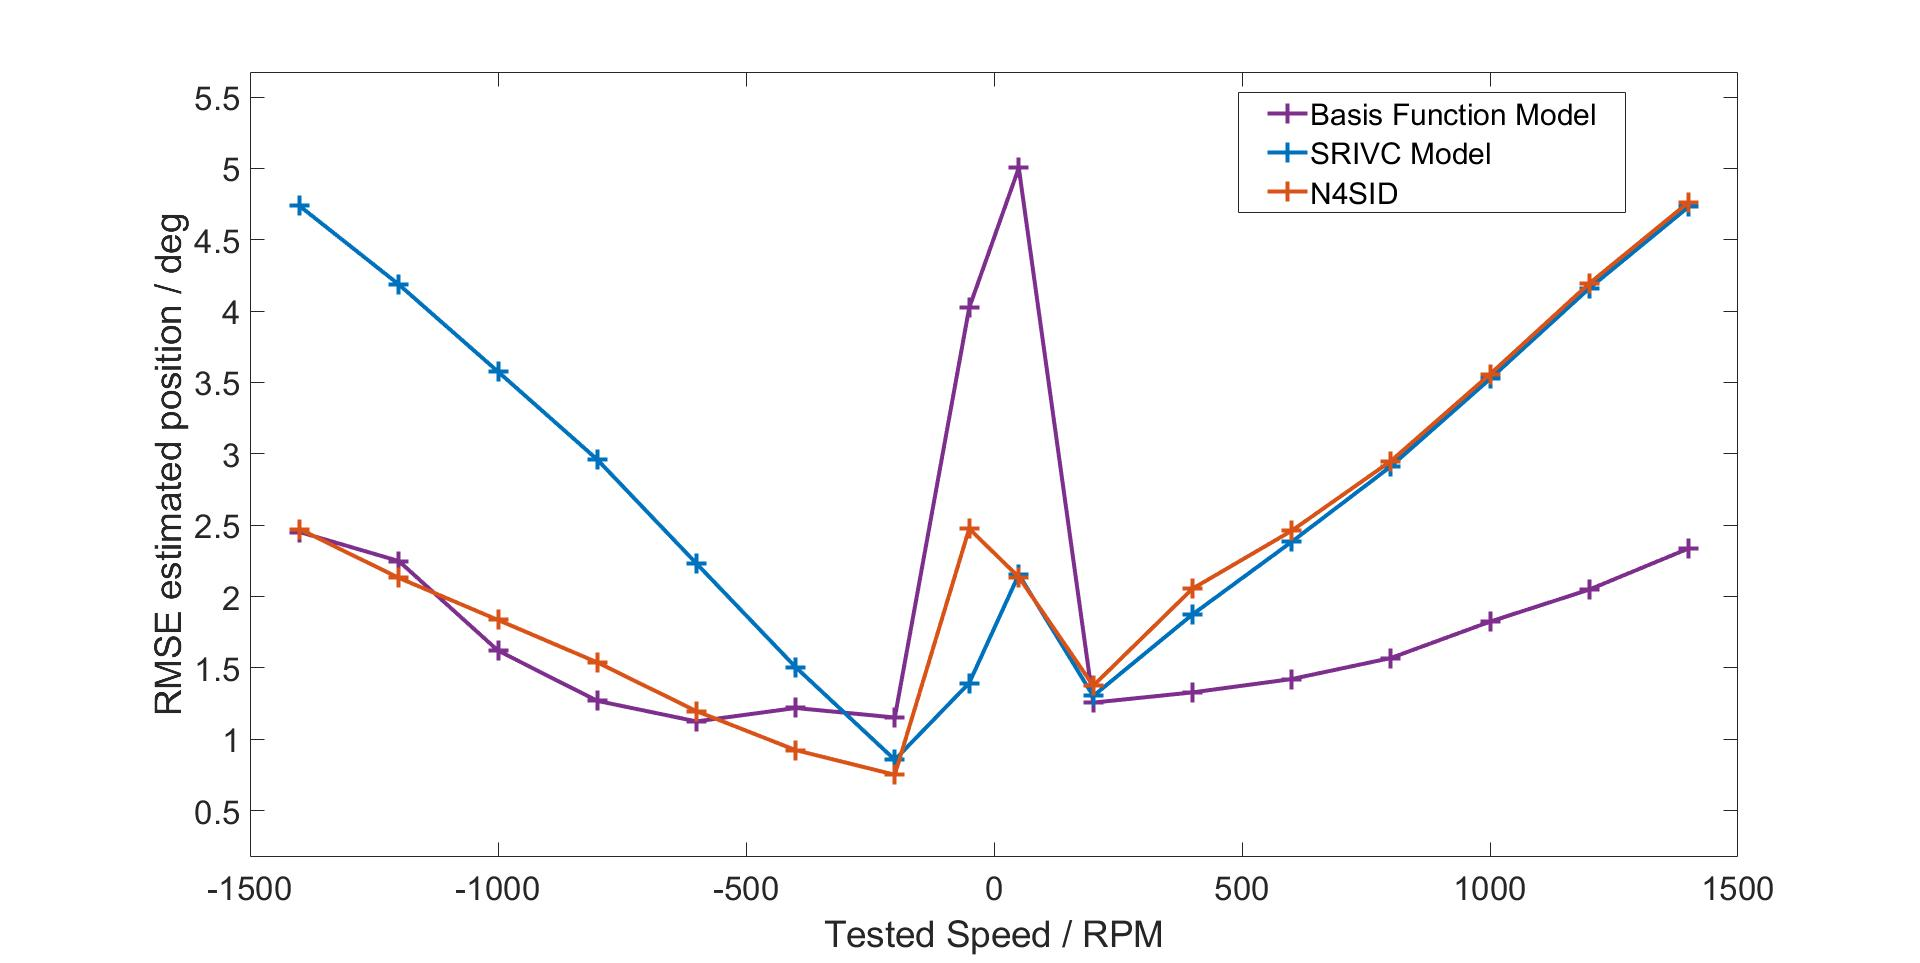 Basis Function Model
SRIVC Model
N4SID
5.5
5
4.5
4
3.5
3
2.5
2
1.5
1
0.5
RMSE estimated position / deg
-1500 -1000 -500 0 500 1000 1500
Tested Speed / RPM